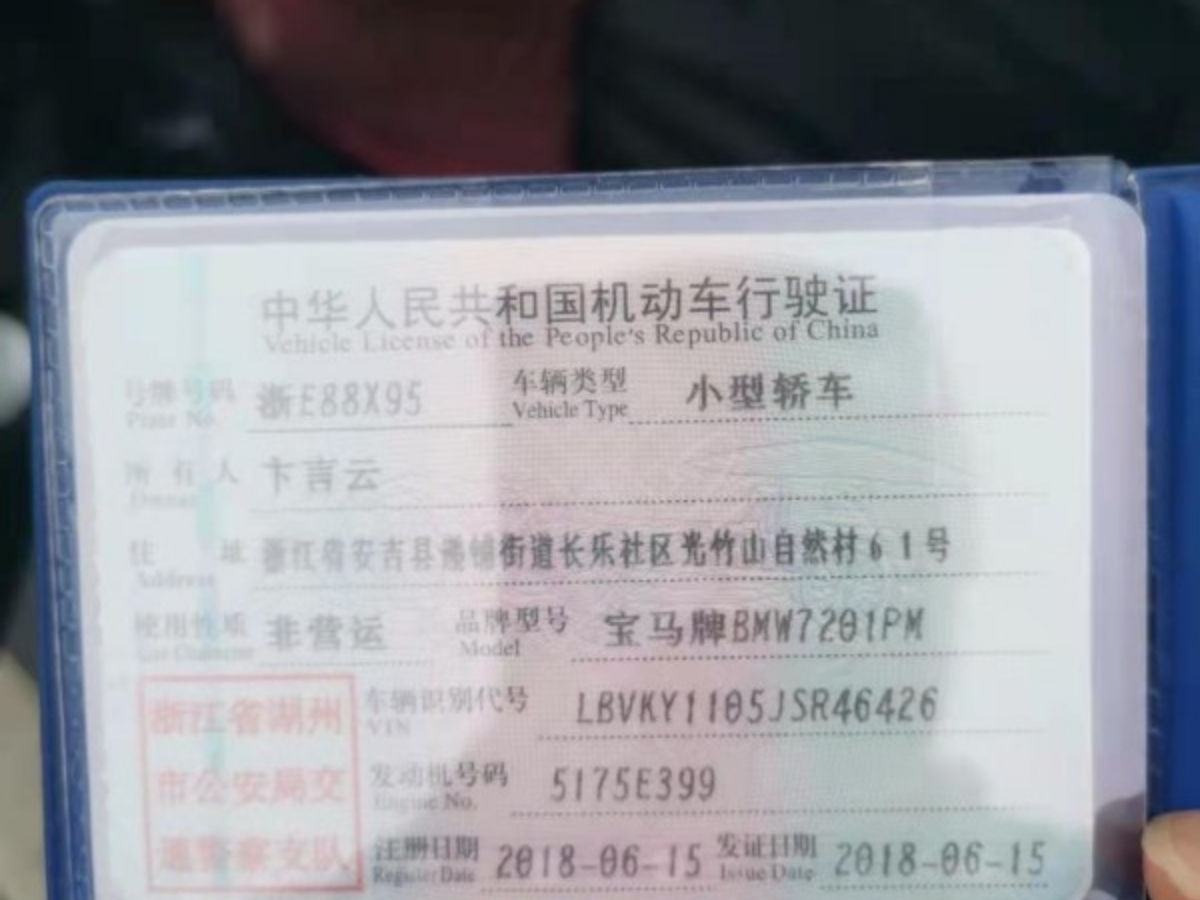 中华人民共和国机动车行驶证
Vehicle License of the People's Republic of China
号牌号码 浙E88X95 车辆类型 小型轿车
Plate No. Vehicle Type
所有人 卞言云
Owner
住址 浙江省安吉县递铺街道长乐社区光竹山自然村61号
Address
使用性质 非营运 品牌型号 宝马牌BMW7201PM
Use Character Model
浙江省湖州 车辆识别代号 LBVKY1105JSR46426
VIN
市公安局交 发动机号码 5175E399
Engine No.
通警察支队 注册日期 2018-06-15 发证日期 2018-06-15
Register Date Issue Date